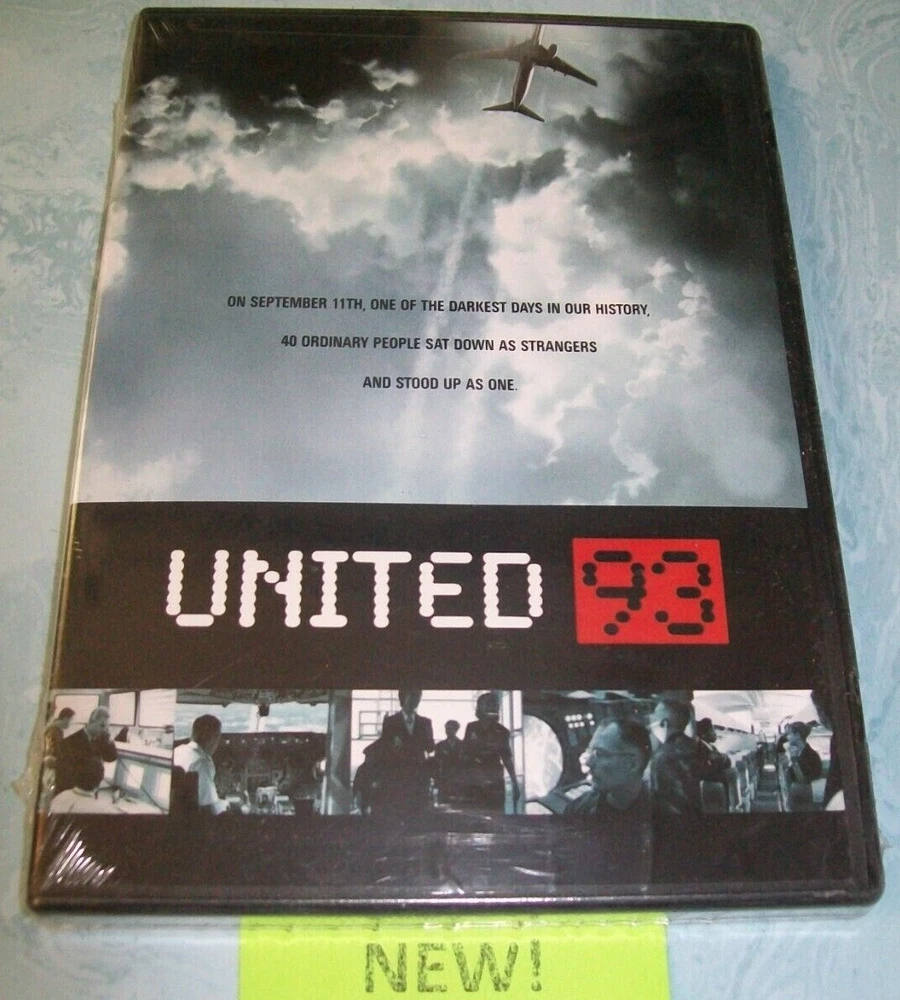 ON SEPTEMBER 11TH, ONE OF THE DARKEST DAYS IN OUR HISTORY,
40 ORDINARY PEOPLE SAT DOWN AS STRANGERS
AND STOOD UP AS ONE.
UNITED 93
NEW!